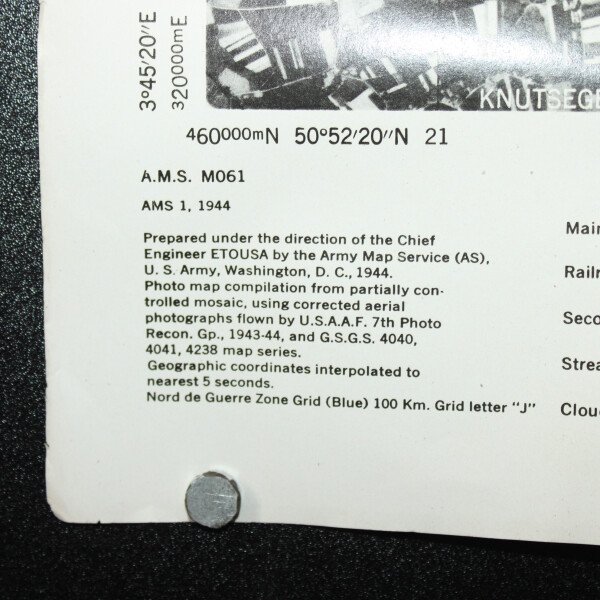 3°45'20"E
320000mE
KNUTSEGE
460000mN 50°52'20"N 21
A.M.S. M061
AMS 1, 1944
Prepared under the direction of the Chief
Engineer ETOUSA by the Army Map Service (AS),
U. S. Army, Washington, D. C., 1944.
Photo map compilation from partially con-
trolled mosaic, using corrected aerial
photographs flown by U.S.A.A.F. 7th Photo
Recon. Gp., 1943-44, and G.S.G.S. 4040,
4041, 4238 map series.
Geographic coordinates interpolated to
nearest 5 seconds.
Nord de Guerre Zone Grid (Blue) 100 Km. Grid letter "J"
Main
Railr
Seco
Strea
Cloud